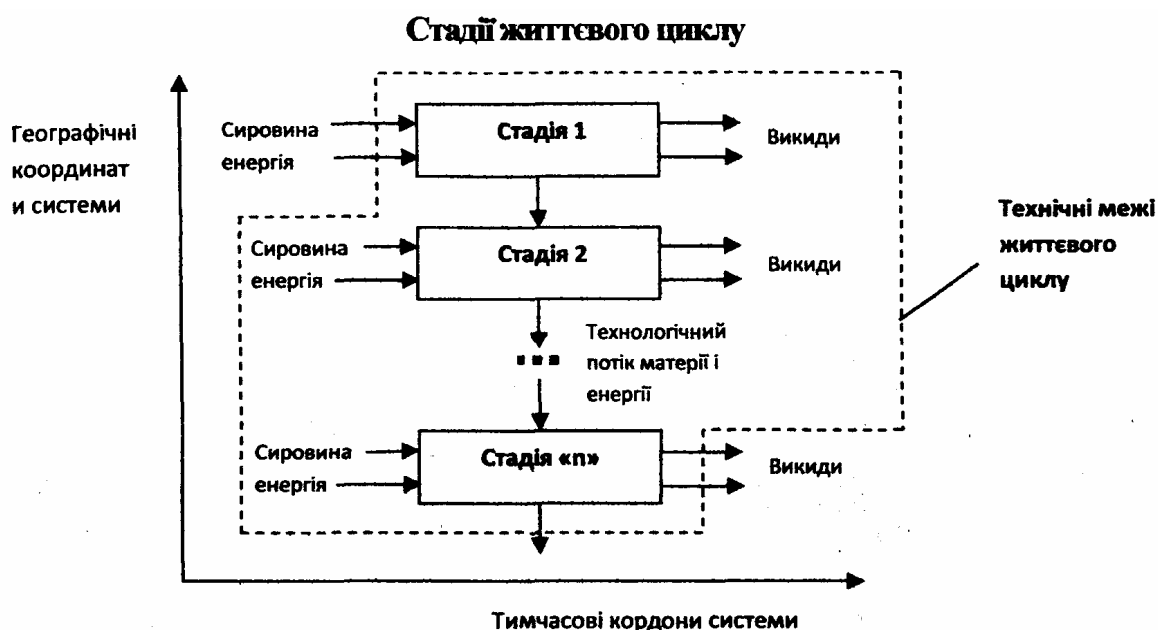 Стадії життєвого циклу
Географічні
координат
и системи
Сировина
енергія
Стадія 1
Викиди
Сировина
енергія
Стадія 2
Викиди
Технічні межі
життєвого
циклу
Технологічний
потік матерії і
енергії
Сировина
енергія
Стадія «n»
Викиди
Тимчасові кордони системи